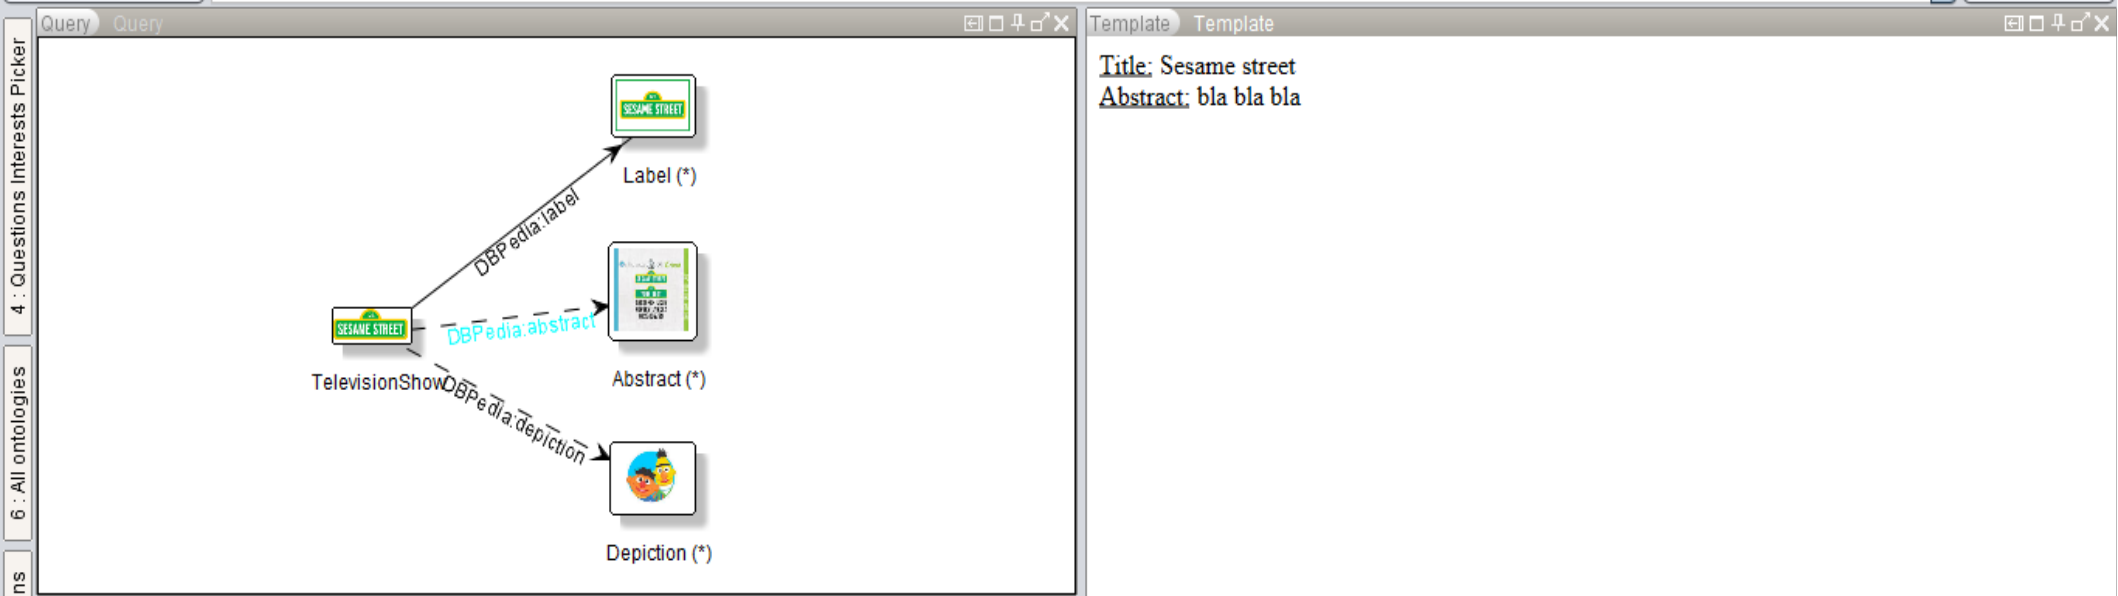 4 : Questions Interests Picker
6 : All ontologies
ns
Query Query
SESAME STREET
Label (*)
DBPedia:label
SESAME STREET
TelevisionShow
DBPedia:abstract
Abstract (*)
DBPedia:depiction
Depiction (*)
Template Template
Title: Sesame street
Abstract: bla bla bla